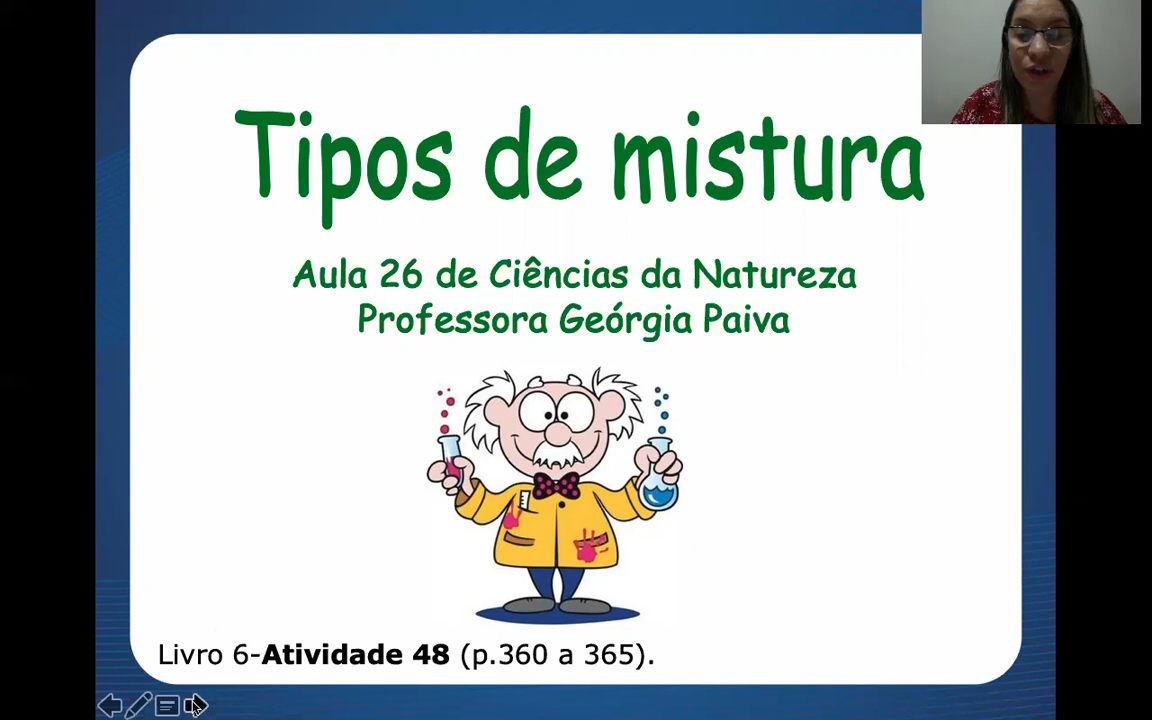 Tipos de mistura
Aula 26 de Ciências da Natureza
Professora Geórgia Paiva
Livro 6-Atividade 48 (p.360 a 365).